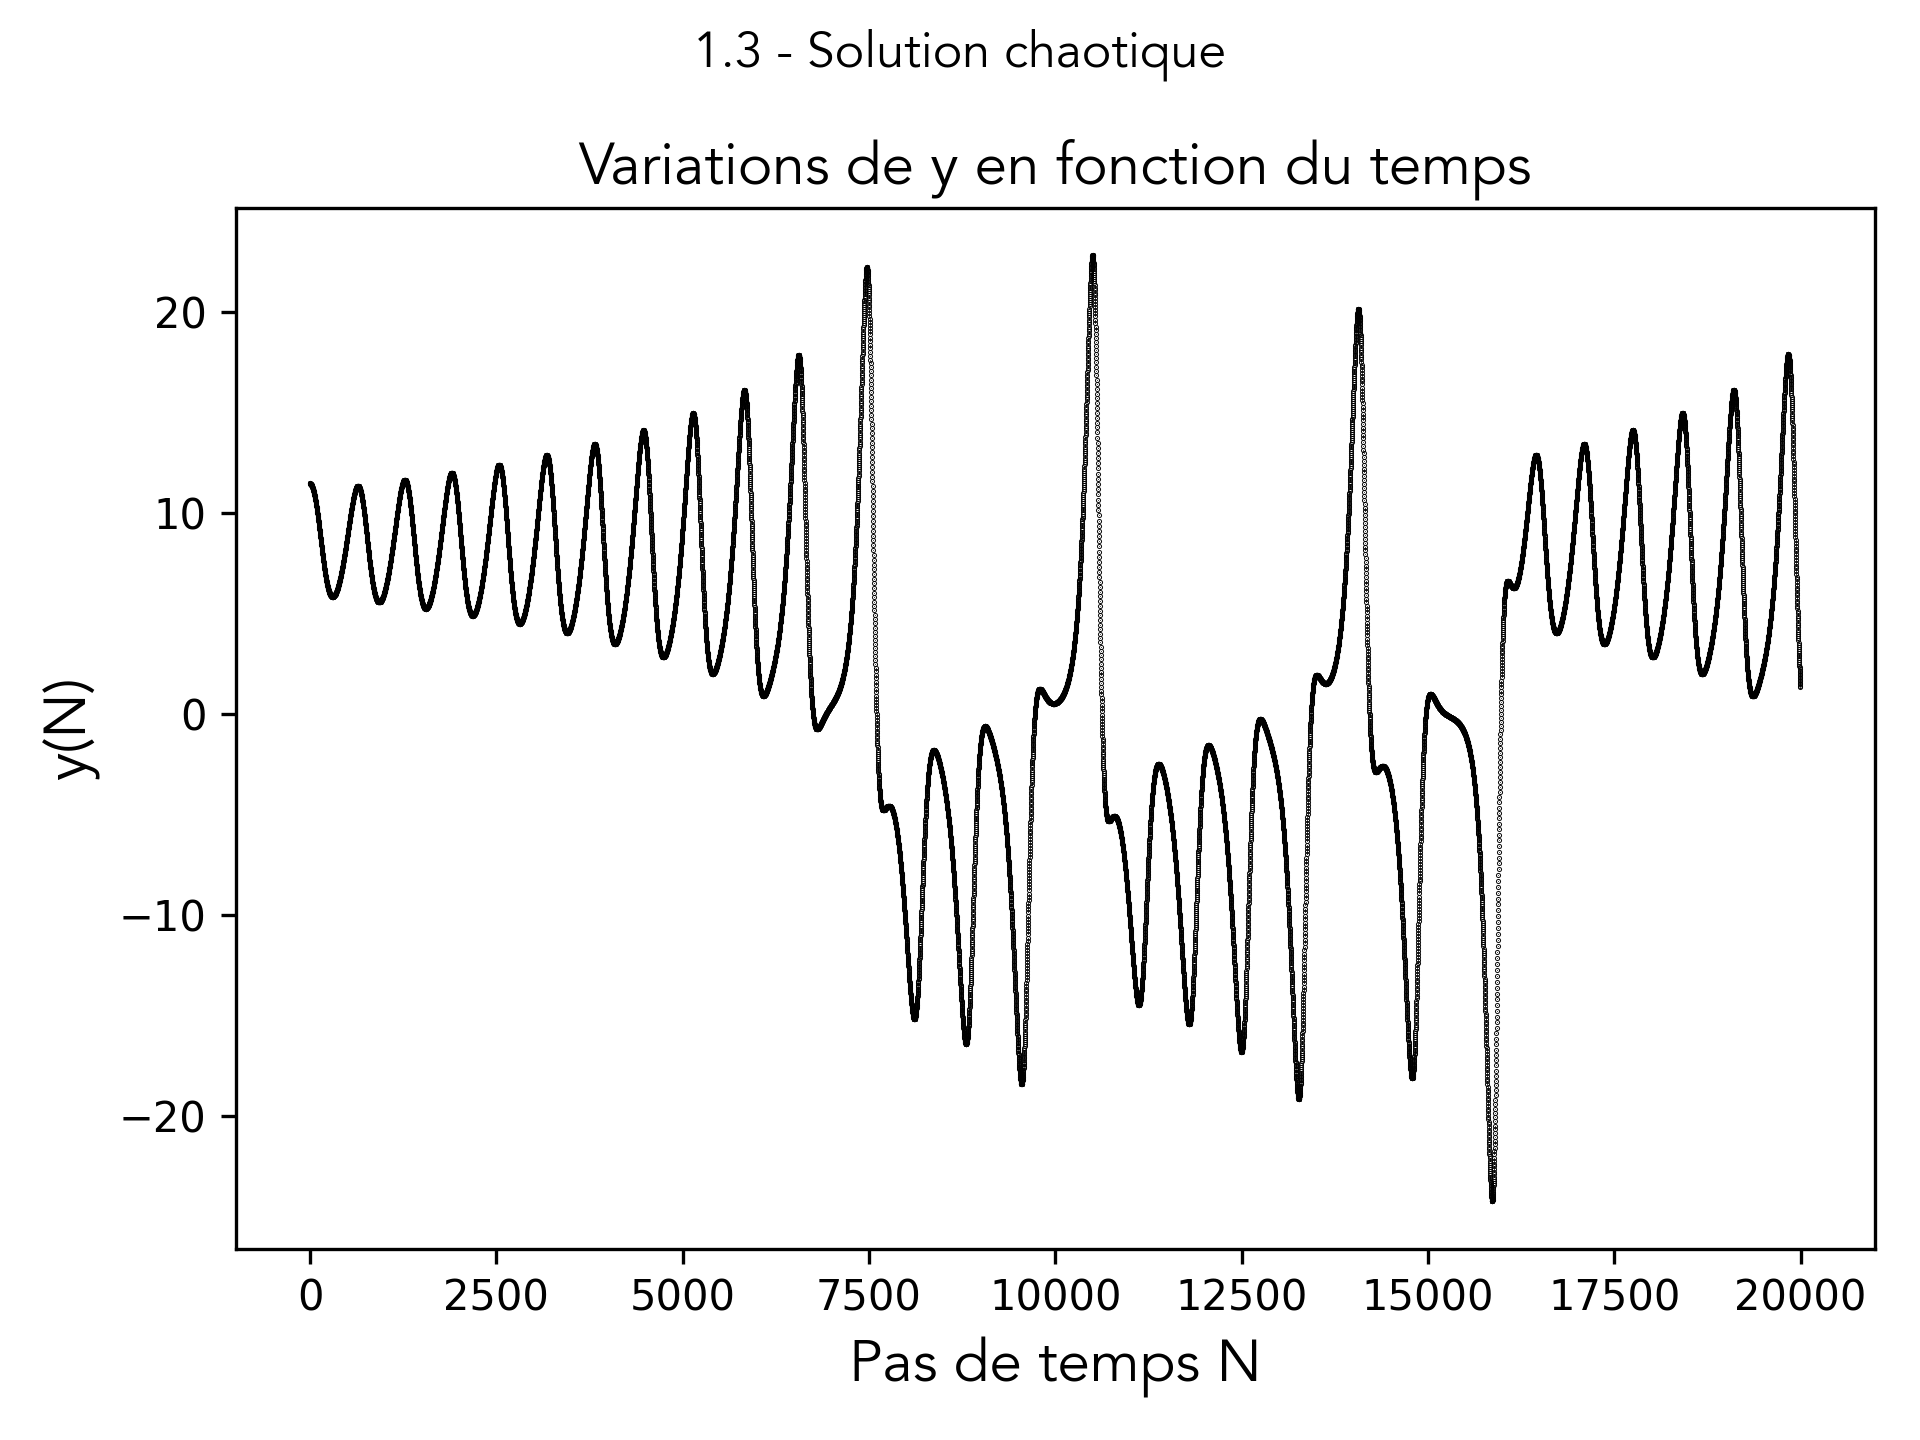 1.3 - Solution chaotique
Variations de y en fonction du temps
20
10
0
−10
−20
y(N)
0 2500 5000 7500 10000 12500 15000 17500 20000
Pas de temps N